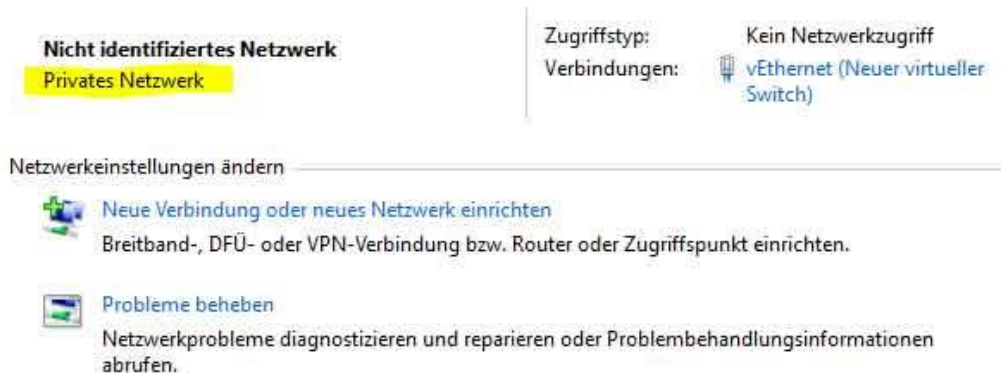 Nicht identifiziertes Netzwerk
Privates Netzwerk
Zugriffstyp: Kein Netzwerkzugriff
Verbindungen: vEthernet (Neuer virtueller
Switch)
Netzwerkeinstellungen ändern
Neue Verbindung oder neues Netzwerk einrichten
Breitband-, DFÜ- oder VPN-Verbindung bzw. Router oder Zugriffspunkt einrichten.
Probleme beheben
Netzwerkprobleme diagnostizieren und reparieren oder Problembehandlungsinformationen
abrufen.